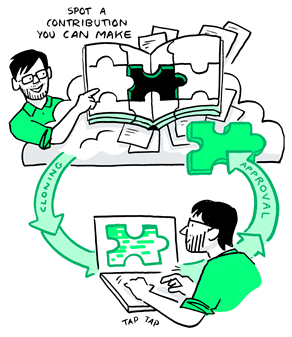 SPOT A
CONTRIBUTION
YOU CAN MAKE
CLONING
APPROVAL
TAP TAP